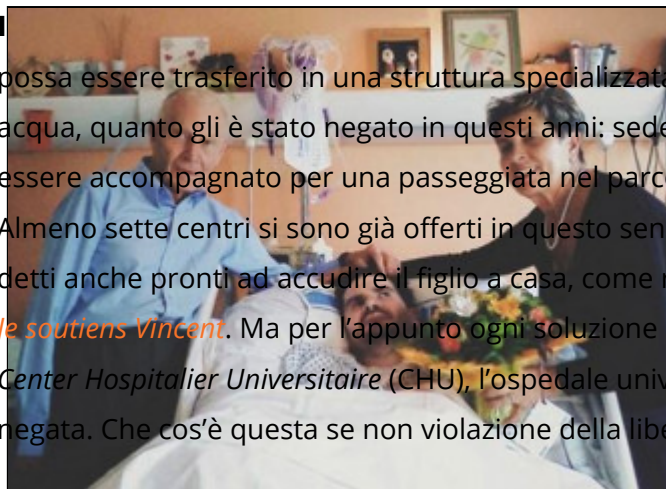 possa essere trasferito in una struttura specializzata
acqua, quanto gli è stato negato in questi anni: sede
essere accompagnato per una passeggiata nel parco
Almeno sette centri si sono già offerti in questo sen
detti anche pronti ad accudire il figlio a casa, come
Je soutiens Vincent. Ma per l'appunto ogni soluzione
Center Hospitalier Universitaire (CHU), l'ospedale univ
negata. Che cos'è questa se non violazione della libe